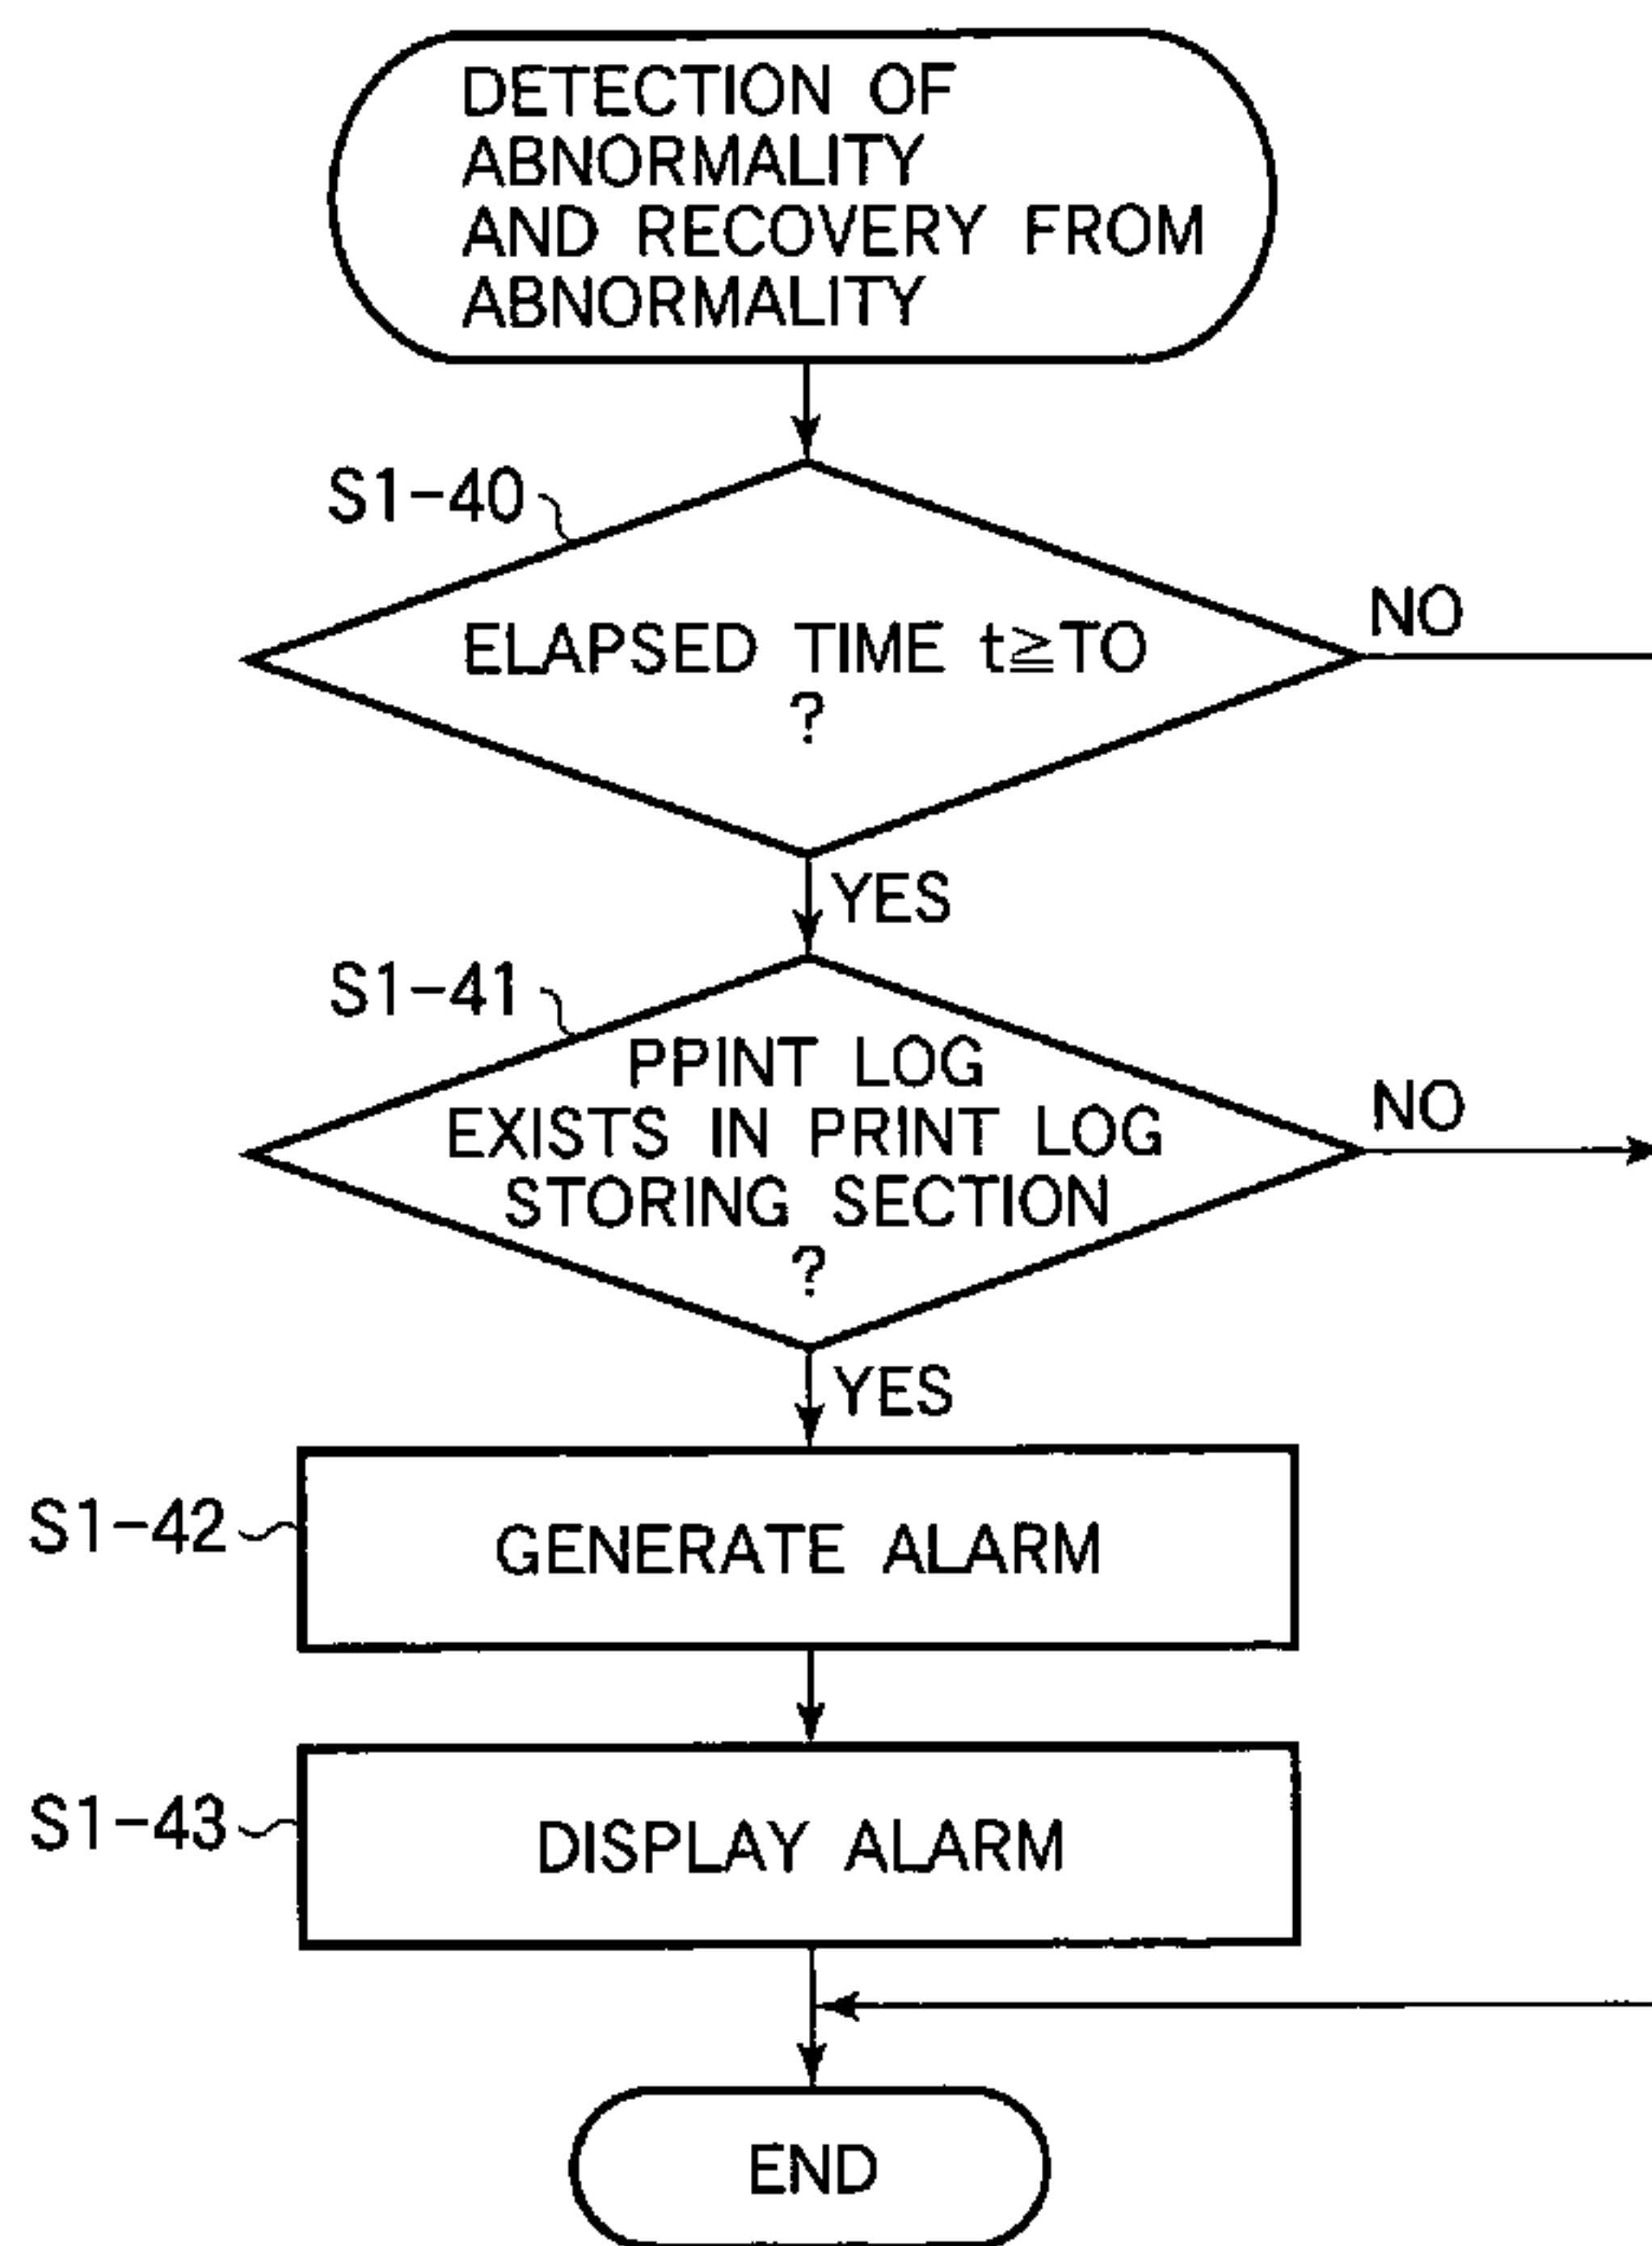 DETECTION OF
ABNORMALITY
AND RECOVERY FROM
ABNORMALITY
S1-40
ELAPSED TIME t≧TO
?
NO
YES
S1-41
PPINT LOG
EXISTS IN PRINT LOG
STORING SECTION
?
NO
YES
S1-42
GENERATE ALARM
S1-43
DISPLAY ALARM
END